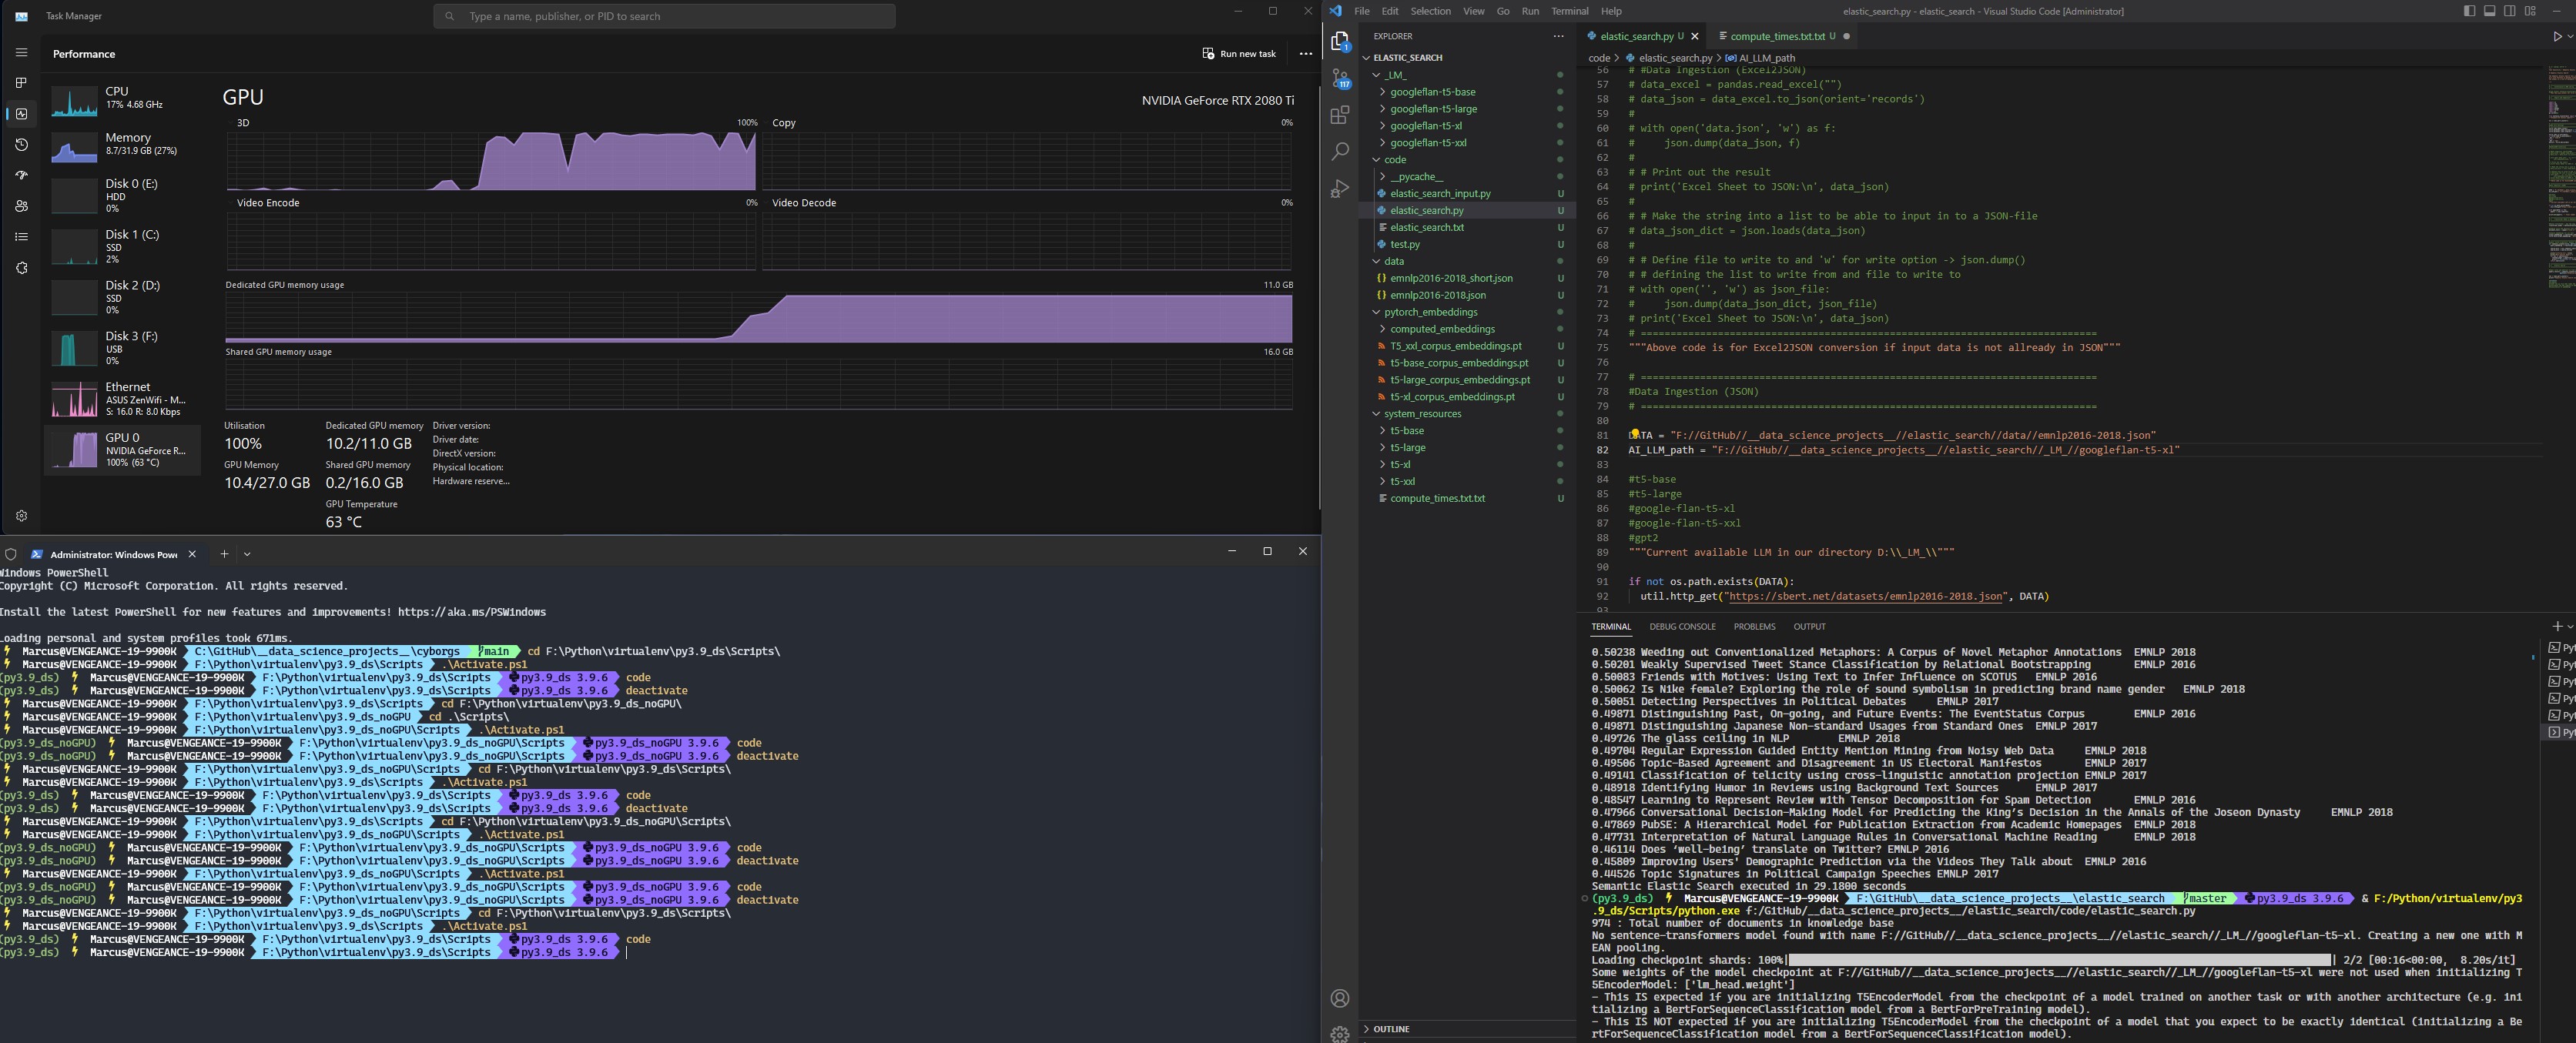 Task Manager
Type a name, publisher, or PID to search
Performance
Run new task
CPU
17% 4.68 GHz
Memory
8.7/31.9 GB (27%)
Disk 0 (E:)
HDD
0%
Disk 1 (C:)
SSD
2%
Disk 2 (D:)
SSD
0%
Disk 3 (F:)
USB
0%
Ethernet
ASUS ZenWifi - M...
S: 16.0 R: 8.0 Kbps
GPU 0
NVIDIA GeForce R...
100% (63 °C)
GPU
NVIDIA GeForce RTX 2080 Ti
3D 100%
Copy 0%
Video Encode 0%
Video Decode 0%
Dedicated GPU memory usage 11.0 GB
Shared GPU memory usage 16.0 GB
Utilisation
100%
Dedicated GPU memory
10.2/11.0 GB
GPU Memory
10.4/27.0 GB
Shared GPU memory
0.2/16.0 GB
GPU Temperature
63 °C
Driver version:
Driver date:
DirectX version:
Physical location:
Hardware reserve...
Administrator: Windows Powe
Windows PowerShell
Copyright (C) Microsoft Corporation. All rights reserved.
Install the latest PowerShell for new features and improvements! https://aka.ms/PSWindows
Loading personal and system profiles took 671ms.
Marcus@VENGEANCE-19-9900K C:\GitHub\__data_science_projects__\cyborgs main cd F:\Python\virtualenv\py3.9_ds\Scripts\
Marcus@VENGEANCE-19-9900K F:\Python\virtualenv\py3.9_ds\Scripts .\Activate.ps1
(py3.9_ds) Marcus@VENGEANCE-19-9900K F:\Python\virtualenv\py3.9_ds\Scripts py3.9_ds 3.9.6 code
(py3.9_ds) Marcus@VENGEANCE-19-9900K F:\Python\virtualenv\py3.9_ds\Scripts py3.9_ds 3.9.6 deactivate
Marcus@VENGEANCE-19-9900K F:\Python\virtualenv\py3.9_ds\Scripts cd F:\Python\virtualenv\py3.9_ds_noGPU\
Marcus@VENGEANCE-19-9900K F:\Python\virtualenv\py3.9_ds_noGPU cd .\Scripts\
Marcus@VENGEANCE-19-9900K F:\Python\virtualenv\py3.9_ds_noGPU\Scripts .\Activate.ps1
(py3.9_ds_noGPU) Marcus@VENGEANCE-19-9900K F:\Python\virtualenv\py3.9_ds_noGPU\Scripts py3.9_ds_noGPU 3.9.6 code
(py3.9_ds_noGPU) Marcus@VENGEANCE-19-9900K F:\Python\virtualenv\py3.9_ds_noGPU\Scripts py3.9_ds_noGPU 3.9.6 deactivate
Marcus@VENGEANCE-19-9900K F:\Python\virtualenv\py3.9_ds_noGPU\Scripts cd F:\Python\virtualenv\py3.9_ds\Scripts\
Marcus@VENGEANCE-19-9900K F:\Python\virtualenv\py3.9_ds\Scripts .\Activate.ps1
(py3.9_ds) Marcus@VENGEANCE-19-9900K F:\Python\virtualenv\py3.9_ds\Scripts py3.9_ds 3.9.6 code
(py3.9_ds) Marcus@VENGEANCE-19-9900K F:\Python\virtualenv\py3.9_ds\Scripts py3.9_ds 3.9.6 deactivate
Marcus@VENGEANCE-19-9900K F:\Python\virtualenv\py3.9_ds\Scripts cd F:\Python\virtualenv\py3.9_ds_noGPU\Scripts\
Marcus@VENGEANCE-19-9900K F:\Python\virtualenv\py3.9_ds_noGPU\Scripts .\Activate.ps1
(py3.9_ds_noGPU) Marcus@VENGEANCE-19-9900K F:\Python\virtualenv\py3.9_ds_noGPU\Scripts py3.9_ds_noGPU 3.9.6 code
(py3.9_ds_noGPU) Marcus@VENGEANCE-19-9900K F:\Python\virtualenv\py3.9_ds_noGPU\Scripts py3.9_ds_noGPU 3.9.6 deactivate
Marcus@VENGEANCE-19-9900K F:\Python\virtualenv\py3.9_ds_noGPU\Scripts .\Activate.ps1
(py3.9_ds_noGPU) Marcus@VENGEANCE-19-9900K F:\Python\virtualenv\py3.9_ds_noGPU\Scripts py3.9_ds_noGPU 3.9.6 code
(py3.9_ds_noGPU) Marcus@VENGEANCE-19-9900K F:\Python\virtualenv\py3.9_ds_noGPU\Scripts py3.9_ds_noGPU 3.9.6 deactivate
Marcus@VENGEANCE-19-9900K F:\Python\virtualenv\py3.9_ds_noGPU\Scripts cd F:\Python\virtualenv\py3.9_ds\Scripts\
Marcus@VENGEANCE-19-9900K F:\Python\virtualenv\py3.9_ds\Scripts .\Activate.ps1
(py3.9_ds) Marcus@VENGEANCE-19-9900K F:\Python\virtualenv\py3.9_ds\Scripts py3.9_ds 3.9.6 code
(py3.9_ds) Marcus@VENGEANCE-19-9900K F:\Python\virtualenv\py3.9_ds\Scripts py3.9_ds 3.9.6
File Edit Selection View Go Run Terminal Help
elastic_search.py - elastic_search - Visual Studio Code [Administrator]
EXPLORER
ELASTIC_SEARCH
_LM_
googleflan-t5-base
googleflan-t5-large
googleflan-t5-xl
googleflan-t5-xxl
code
__pycache__
elastic_search_input.py U
elastic_search.py U
elastic_search.txt U
test.py U
data
emnlp2016-2018_short.json U
emnlp2016-2018.json U
pytorch_embeddings
computed_embeddings
T5_xxl_corpus_embeddings.pt U
t5-base_corpus_embeddings.pt U
t5-large_corpus_embeddings.pt U
t5-xl_corpus_embeddings.pt U
system_resources
t5-base
t5-large
t5-xl
t5-xxl
compute_times.txt.txt U
OUTLINE
1
117
elastic_search.py U
compute_times.txt.txt U
code > elastic_search.py > AI_LLM_path
56 # #Data Ingestion (Excel2JSON)
57 # data_excel = pandas.read_excel("")
58 # data_json = data_excel.to_json(orient='records')
59 #
60 # with open('data.json', 'w') as f:
61 # json.dump(data_json, f)
62 #
63 # # Print out the result
64 # print('Excel Sheet to JSON:\n', data_json)
65 #
66 # # Make the string into a list to be able to input in to a JSON-file
67 # data_json_dict = json.loads(data_json)
68 #
69 # # Define file to write to and 'w' for write option -> json.dump()
70 # # defining the list to write from and file to write to
71 # with open('', 'w') as json_file:
72 # json.dump(data_json_dict, json_file)
73 # print('Excel Sheet to JSON:\n', data_json)
74 # ==============================================================================
75 """Above code is for Excel2JSON conversion if input data is not allready in JSON"""
76
77 # ==============================================================================
78 #Data Ingestion (JSON)
79 # ==============================================================================
80
81 DATA = "F://GitHub//__data_science_projects__//elastic_search//data//emnlp2016-2018.json"
82 AI_LLM_path = "F://GitHub//__data_science_projects__//elastic_search//_LM_//googleflan-t5-xl"
83
84 #t5-base
85 #t5-large
86 #google-flan-t5-xl
87 #google-flan-t5-xxl
88 #gpt2
89 """Current available LLM in our directory D:\\_LM_\\"""
90
91 if not os.path.exists(DATA):
92 util.http_get("https://sbert.net/datasets/emnlp2016-2018.json", DATA)
93
TERMINAL DEBUG CONSOLE PROBLEMS OUTPUT
0.50238 Weeding out Conventionalized Metaphors: A Corpus of Novel Metaphor Annotations EMNLP 2018
0.50201 Weakly Supervised Tweet Stance Classification by Relational Bootstrapping EMNLP 2016
0.50083 Friends with Motives: Using Text to Infer Influence on SCOTUS EMNLP 2016
0.50062 Is Nike female? Exploring the role of sound symbolism in predicting brand name gender EMNLP 2018
0.50051 Detecting Perspectives in Political Debates EMNLP 2017
0.49871 Distinguishing Past, On-going, and Future Events: The EventStatus Corpus EMNLP 2016
0.49871 Distinguishing Japanese Non-standard Usages from Standard Ones EMNLP 2017
0.49726 The glass ceiling in NLP EMNLP 2018
0.49704 Regular Expression Guided Entity Mention Mining from Noisy Web Data EMNLP 2018
0.49506 Topic-Based Agreement and Disagreement in US Electoral Manifestos EMNLP 2017
0.49141 Classification of telicity using cross-linguistic annotation projection EMNLP 2017
0.48918 Identifying Humor in Reviews using Background Text Sources EMNLP 2017
0.48547 Learning to Represent Review with Tensor Decomposition for Spam Detection EMNLP 2016
0.47966 Conversational Decision-Making Model for Predicting the King’s Decision in the Annals of the Joseon Dynasty EMNLP 2018
0.47869 PubSE: A Hierarchical Model for Publication Extraction from Academic Homepages EMNLP 2018
0.47731 Interpretation of Natural Language Rules in Conversational Machine Reading EMNLP 2018
0.46114 Does ‘well-being’ translate on Twitter? EMNLP 2016
0.45809 Improving Users' Demographic Prediction via the Videos They Talk about EMNLP 2016
0.44526 Topic Signatures in Political Campaign Speeches EMNLP 2017
Semantic Elastic Search executed in 29.1800 seconds
(py3.9_ds) Marcus@VENGEANCE-19-9900K F:\GitHub\__data_science_projects__\elastic_search master py3.9_ds 3.9.6 & F:/Python/virtualenv/py3
.9_ds/Scripts/python.exe f:/GitHub/__data_science_projects__/elastic_search/code/elastic_search.py
974 : Total number of documents in knowledge base
No sentence-transformers model found with name F://GitHub//__data_science_projects__//elastic_search//_LM_//googleflan-t5-xl. Creating a new one with M
EAN pooling.
Loading checkpoint shards: 100%| | 2/2 [00:16<00:00, 8.20s/it]
Some weights of the model checkpoint at F://GitHub//__data_science_projects__//elastic_search//_LM_//googleflan-t5-xl were not used when initializing T
5EncoderModel: ['lm_head.weight']
- This IS expected if you are initializing T5EncoderModel from the checkpoint of a model trained on another task or with another architecture (e.g. ini
tializing a BertForSequenceClassification model from a BertForPreTraining model).
- This IS NOT expected if you are initializing T5EncoderModel from the checkpoint of a model that you expect to be exactly identical (initializing a Be
rtForSequenceClassification model from a BertForSequenceClassification model).